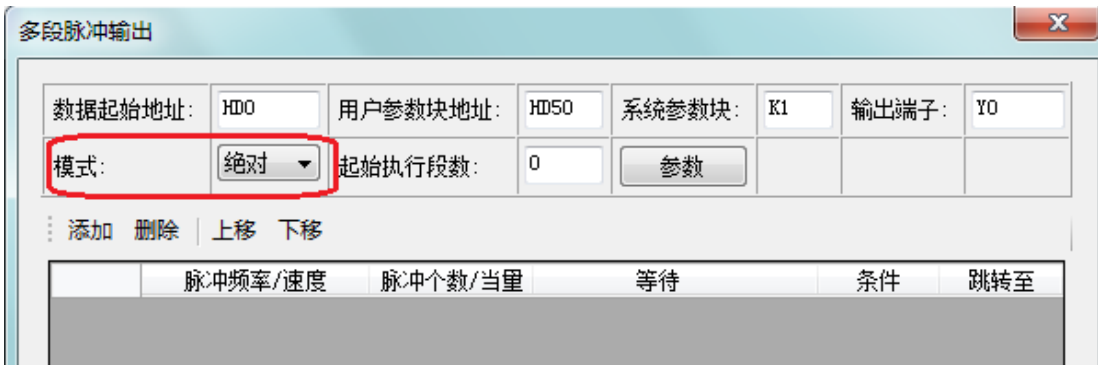 多段脉冲输出
数据起始地址: HD0 用户参数块地址: HD50 系统参数块: K1 输出端子: Y0
模式: 绝对 起始执行段数: 0 参数
添加 删除 上移 下移
脉冲频率/速度 脉冲个数/当量 等待 条件 跳转至